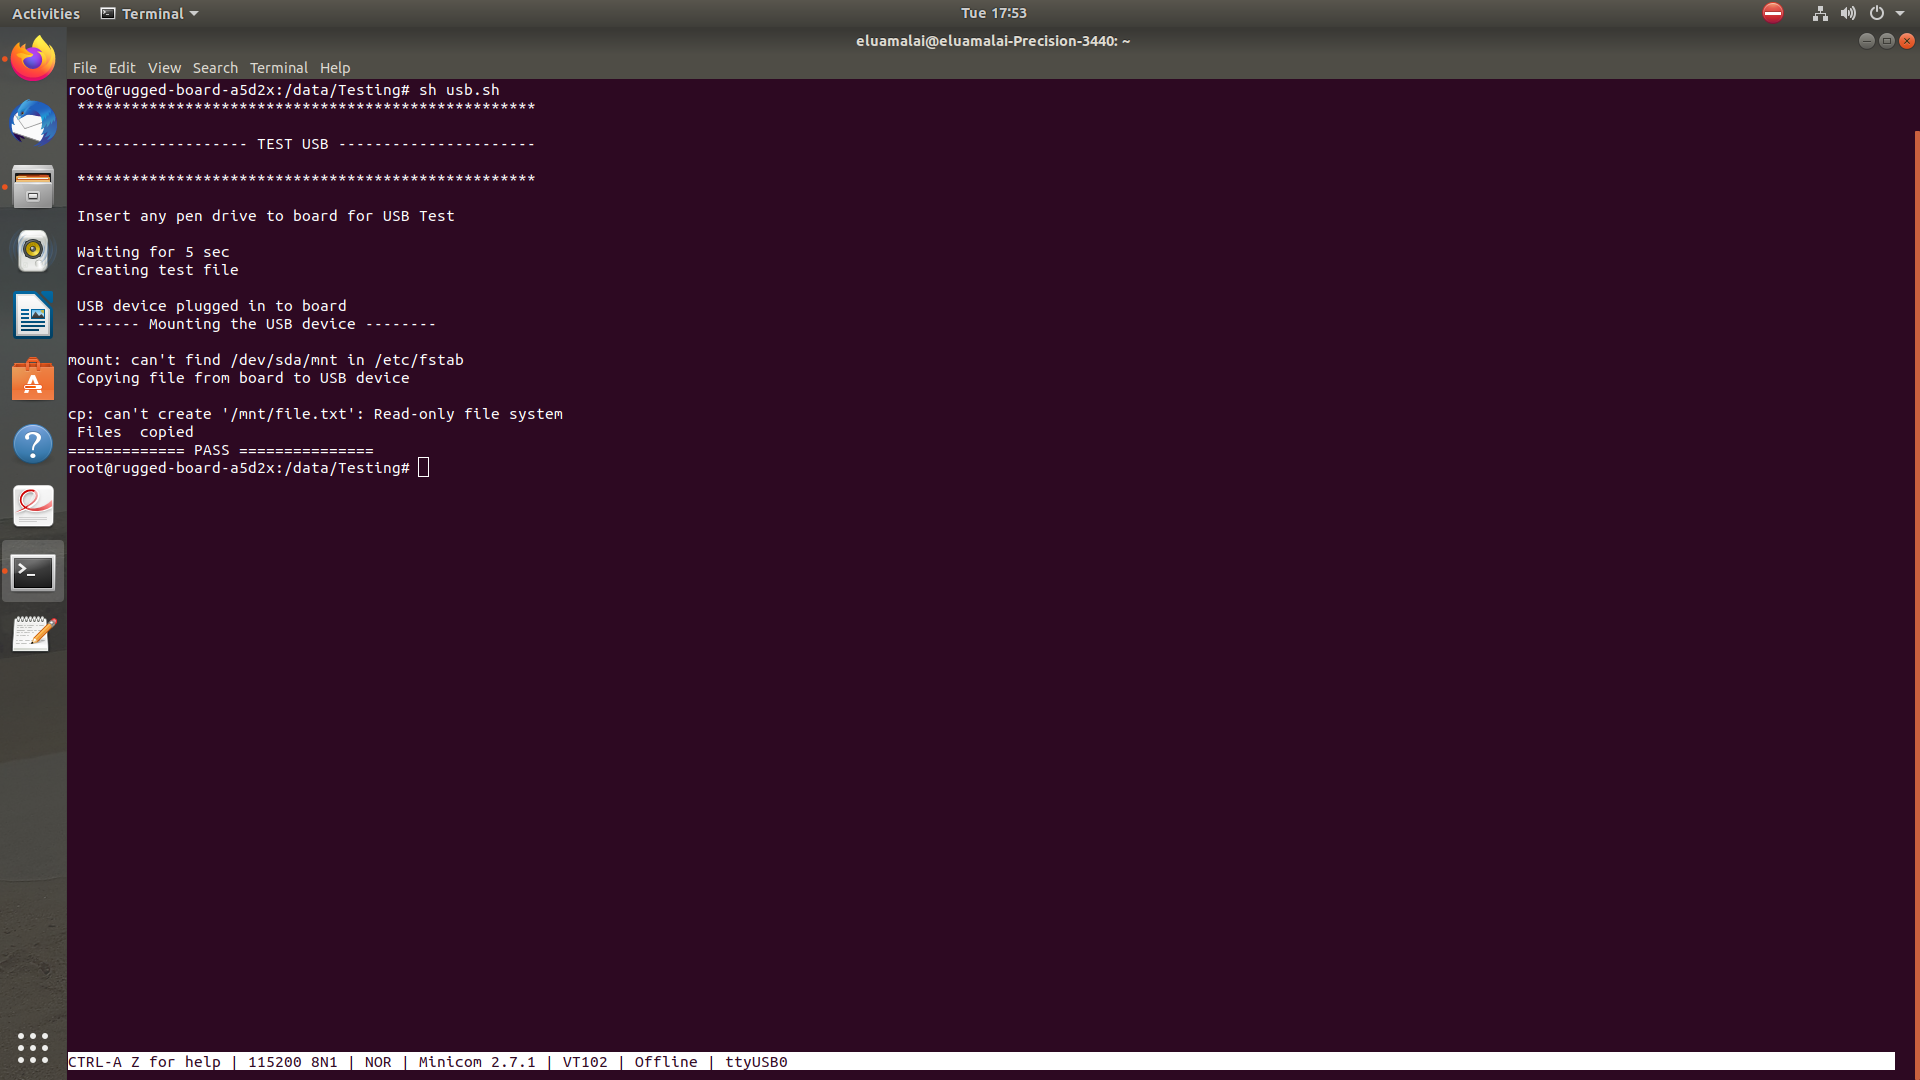 Activities Terminal Tue 17:53
eluamalai@eluamalai-Precision-3440: ~
File Edit View Search Terminal Help
root@rugged-board-a5d2x:/data/Testing# sh usb.sh
***************************************************
------------------- TEST USB ----------------------
***************************************************
Insert any pen drive to board for USB Test
Waiting for 5 sec
Creating test file
USB device plugged in to board
------- Mounting the USB device --------
mount: can't find /dev/sda/mnt in /etc/fstab
Copying file from board to USB device
cp: can't create '/mnt/file.txt': Read-only file system
Files  copied
============= PASS ===============
root@rugged-board-a5d2x:/data/Testing#
CTRL-A Z for help | 115200 8N1 | NOR | Minicom 2.7.1 | VT102 | Offline | ttyUSB0